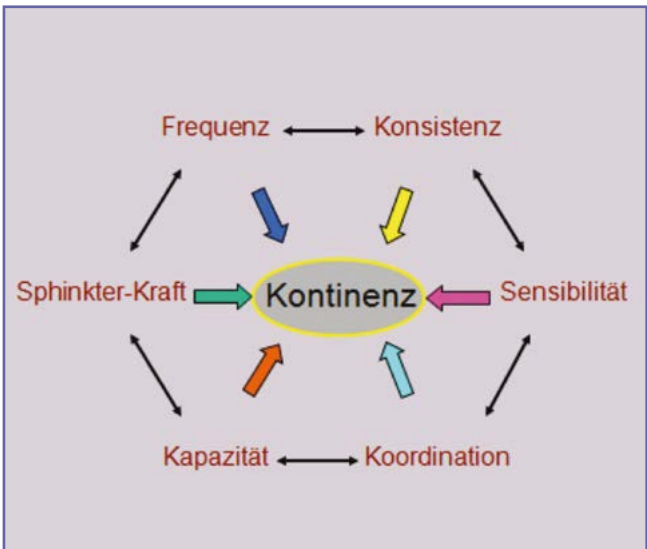 Frequenz
Konsistenz
Sphinkter-Kraft
Kontinenz
Sensibilität
Kapazität
Koordination